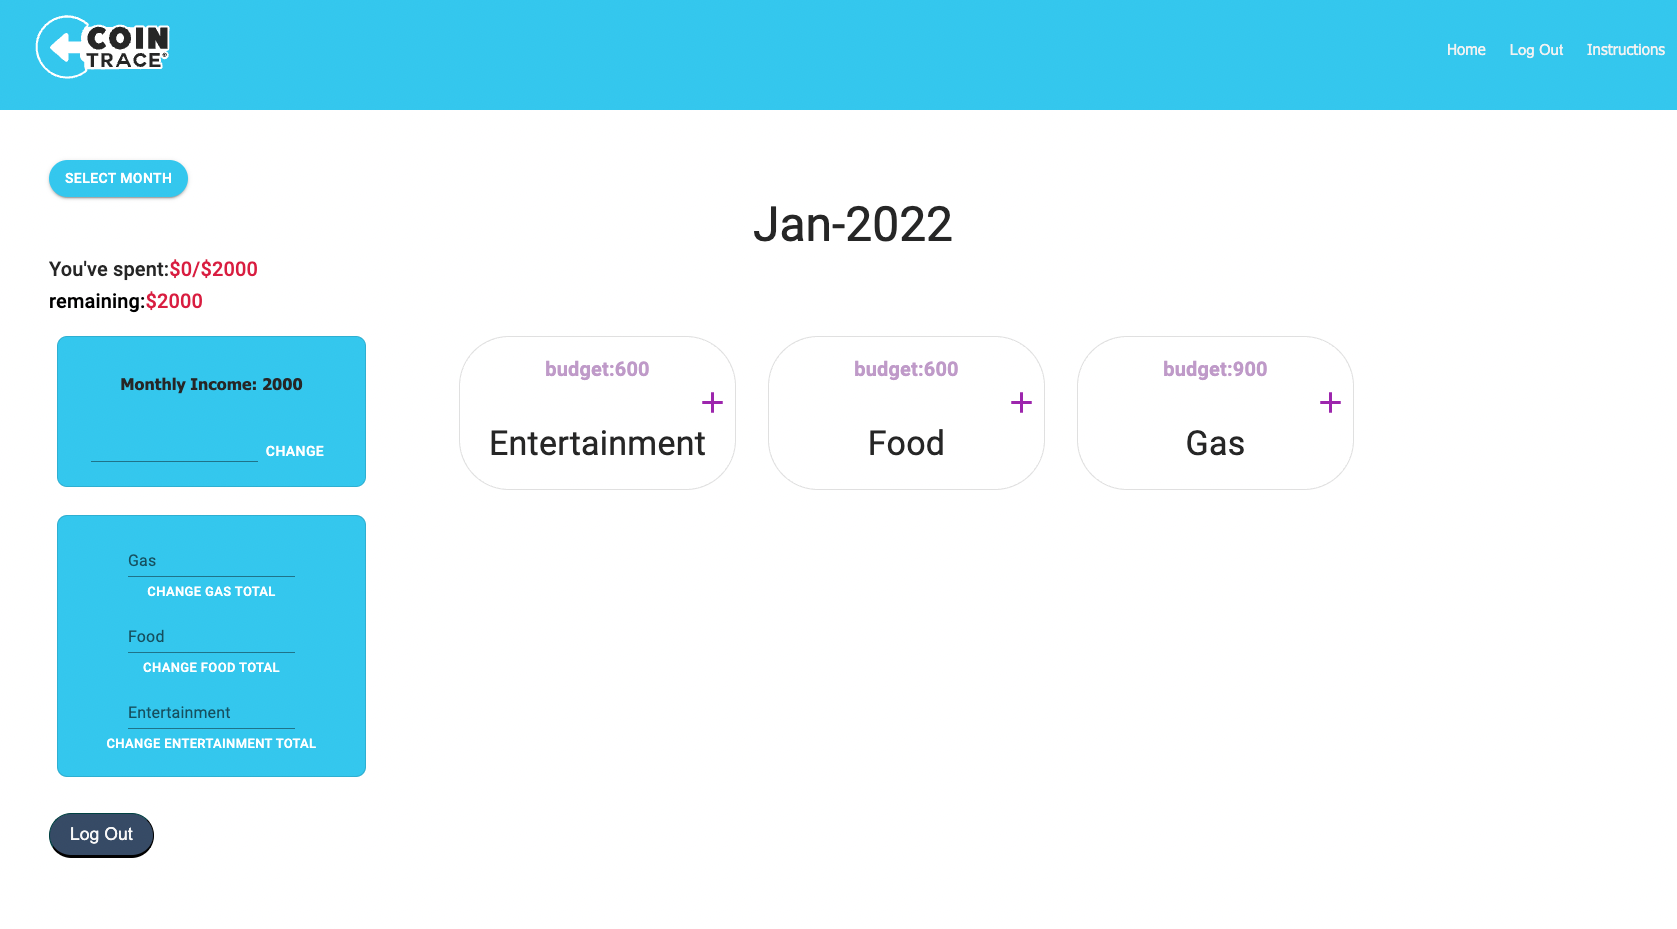 COIN
TRACE®
Home Log Out Instructions
SELECT MONTH
Jan-2022
You've spent:$0/$2000
remaining:$2000
Monthly Income: 2000
CHANGE
budget:600
+
Entertainment
budget:600
+
Food
budget:900
+
Gas
Gas
CHANGE GAS TOTAL
Food
CHANGE FOOD TOTAL
Entertainment
CHANGE ENTERTAINMENT TOTAL
Log Out